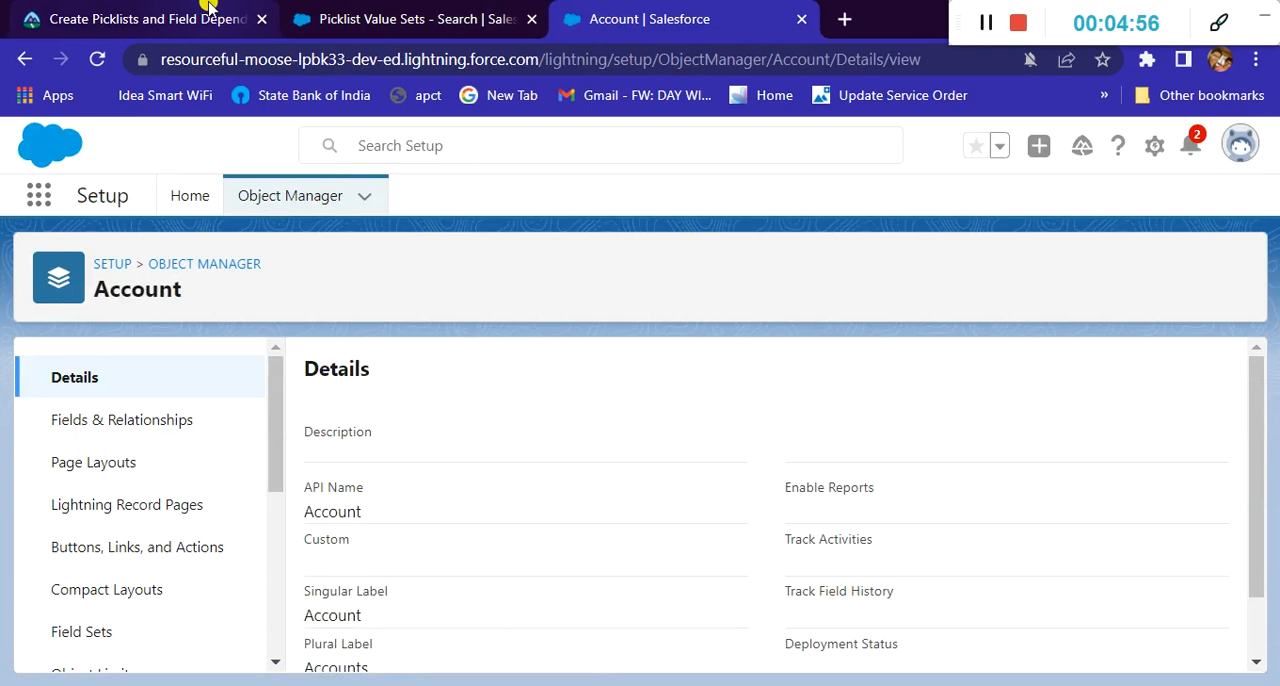 Create Picklists and Field Depend
Picklist Value Sets - Search | Sales
Account | Salesforce
00:04:56
resourceful-moose-lpbk33-dev-ed.lightning.force.com/lightning/setup/ObjectManager/Account/Details/view
Apps
Idea Smart WiFi
State Bank of India
apct
New Tab
Gmail - FW: DAY WI...
Home
Update Service Order
»
Other bookmarks
Search Setup
2
Setup
Home
Object Manager
SETUP > OBJECT MANAGER
Account
Details
Fields & Relationships
Page Layouts
Lightning Record Pages
Buttons, Links, and Actions
Compact Layouts
Field Sets
Object Limit
Details
Description
API Name
Account
Enable Reports
Custom
Track Activities
Singular Label
Account
Track Field History
Plural Label
Accounts
Deployment Status